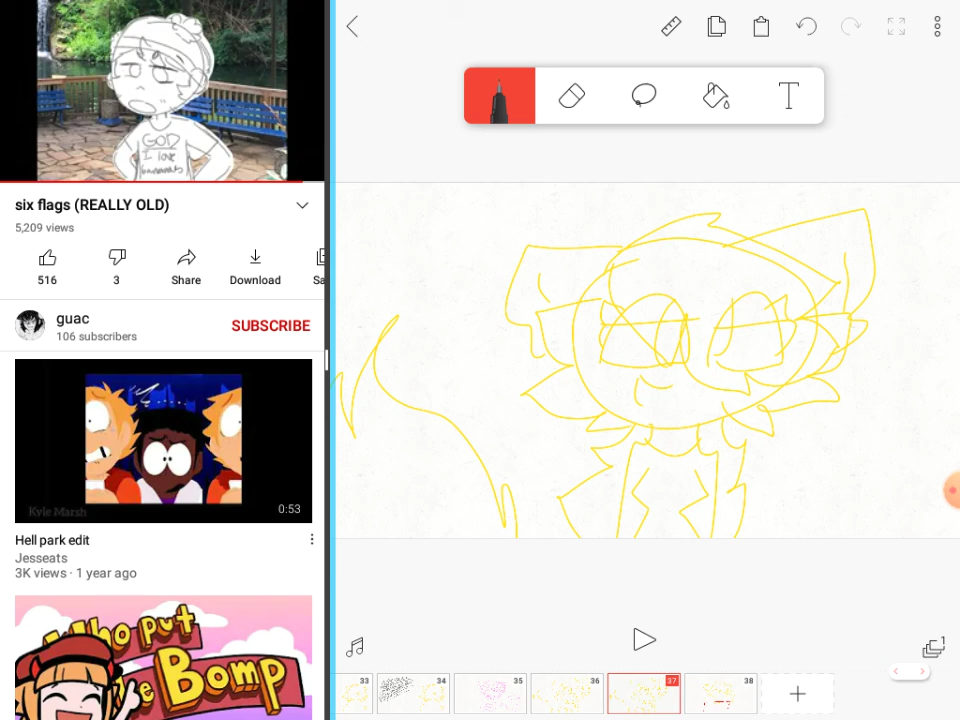 GOD
I love
bananas
six flags (REALLY OLD)
5,209 views
516
3
Share
Download
Sa
guac
106 subscribers
SUBSCRIBE
Kyle Marsh
0:53
Hell park edit
Jesseats
3K views · 1 year ago
Who put
Bomp
T
33
34
35
36
37
38